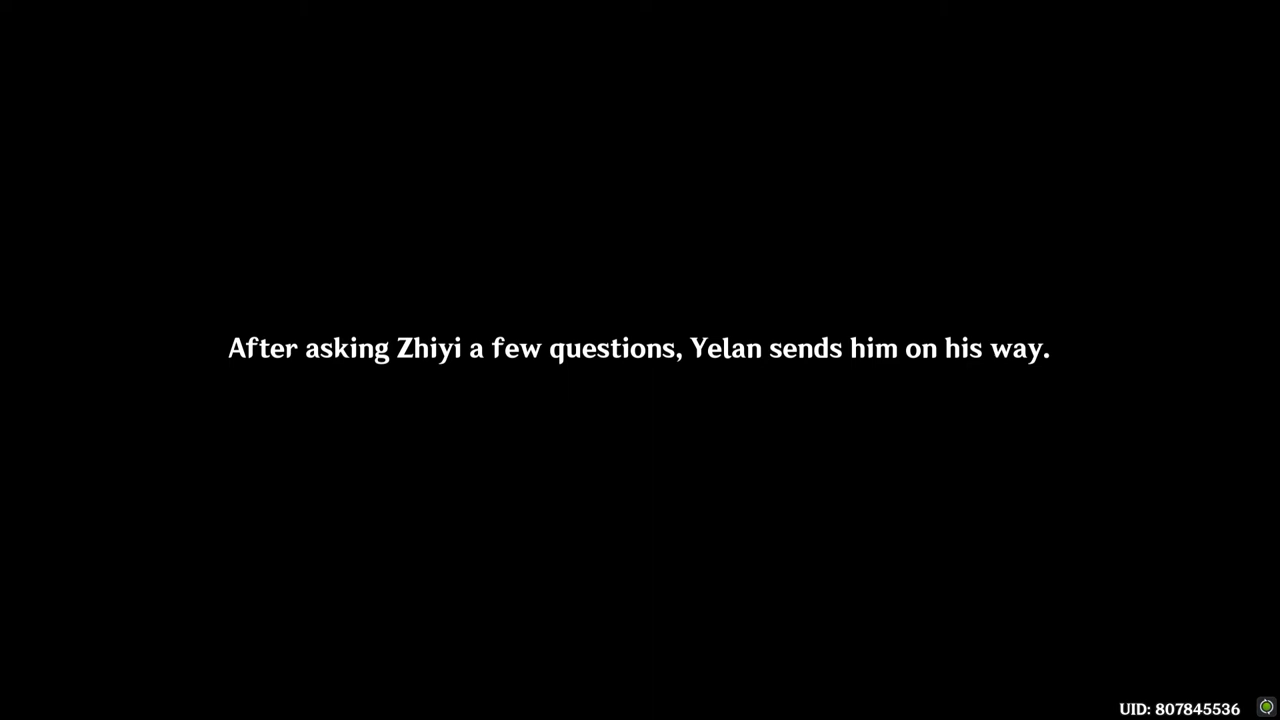 After asking Zhiyi a few questions, Yelan sends him on his way.
UID: 807845536